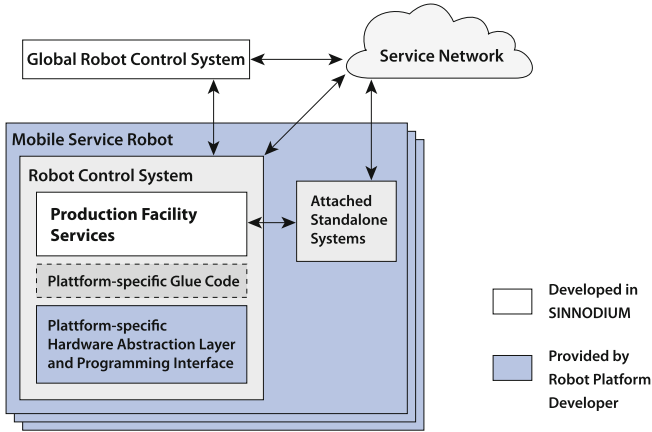 Global Robot Control System
Service Network
Mobile Service Robot
Robot Control System
Production Facility
Services
Attached
Standalone
Systems
Plattform-specific Glue Code
Plattform-specific
Hardware Abstraction Layer
and Programming Interface
Developed in
SINNODIUM
Provided by
Robot Platform
Developer